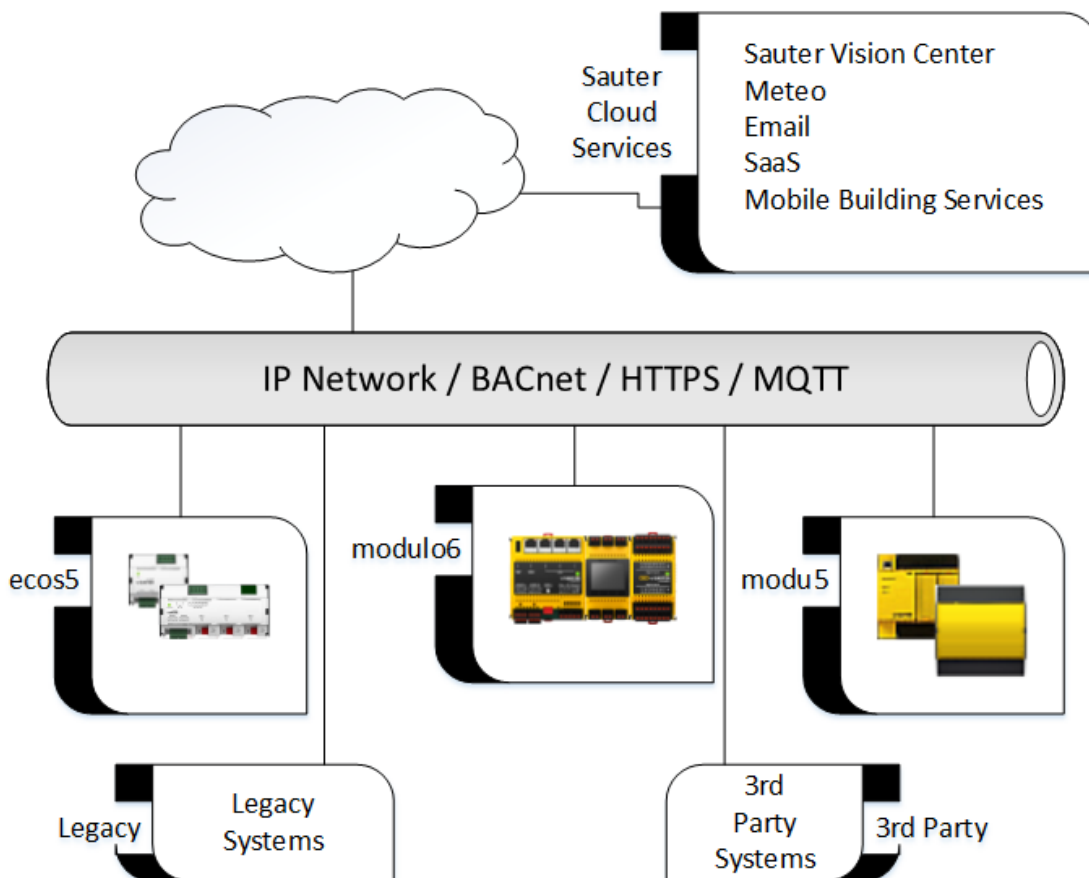 Sauter
Cloud
Services
Sauter Vision Center
Meteo
Email
SaaS
Mobile Building Services
IP Network / BACnet / HTTPS / MQTT
ecos5
modulo6
modu5
Legacy
Legacy
Systems
3rd
Party
Systems
3rd Party